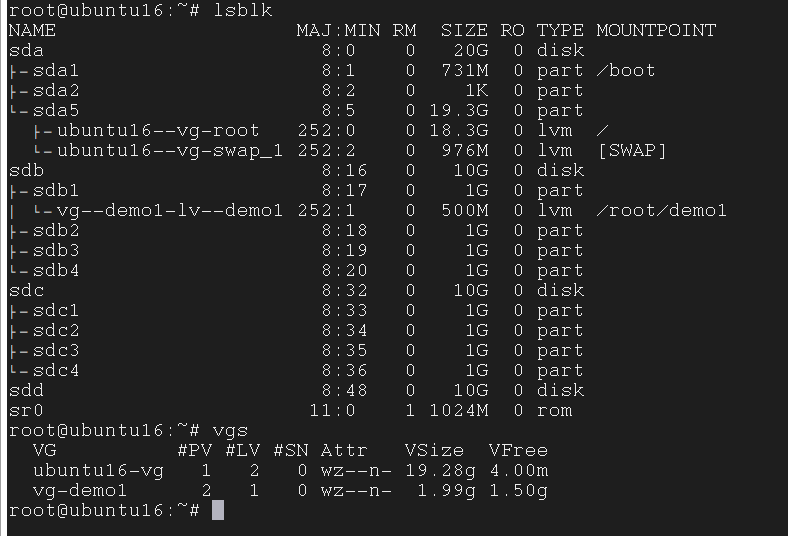 root@ubuntu16:~# lsblk
NAME                    MAJ:MIN RM   SIZE RO TYPE MOUNTPOINT
sda                       8:0    0    20G  0 disk
├-sda1                    8:1    0   731M  0 part /boot
├-sda2                    8:2    0     1K  0 part
└-sda5                    8:5    0  19.3G  0 part
  ├-ubuntu16--vg-root   252:0    0  18.3G  0 lvm  /
  └-ubuntu16--vg-swap_1 252:2    0   976M  0 lvm  [SWAP]
sdb                       8:16   0    10G  0 disk
├-sdb1                    8:17   0     1G  0 part
| └-vg--demo1-lv--demo1 252:1    0   500M  0 lvm  /root/demo1
├-sdb2                    8:18   0     1G  0 part
├-sdb3                    8:19   0     1G  0 part
└-sdb4                    8:20   0     1G  0 part
sdc                       8:32   0    10G  0 disk
├-sdc1                    8:33   0     1G  0 part
├-sdc2                    8:34   0     1G  0 part
├-sdc3                    8:35   0     1G  0 part
└-sdc4                    8:36   0     1G  0 part
sdd                       8:48   0    10G  0 disk
sr0                      11:0    1  1024M  0 rom
root@ubuntu16:~# vgs
  VG          #PV #LV #SN Attr   VSize  VFree
  ubuntu16-vg   1   2   0 wz--n- 19.28g 4.00m
  vg-demo1      2   1   0 wz--n-  1.99g 1.50g
root@ubuntu16:~#